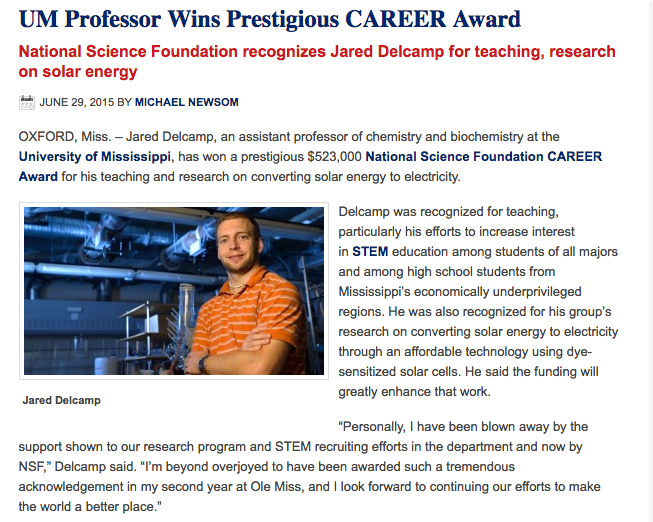 UM Professor Wins Prestigious CAREER Award
National Science Foundation recognizes Jared Delcamp for teaching, research
on solar energy
JUNE 29, 2015 BY MICHAEL NEWSOM
OXFORD, Miss. – Jared Delcamp, an assistant professor of chemistry and biochemistry at the
University of Mississippi, has won a prestigious $523,000 National Science Foundation CAREER
Award for his teaching and research on converting solar energy to electricity.
Delcamp was recognized for teaching,
particularly his efforts to increase interest
in STEM education among students of all majors
and among high school students from
Mississippi's economically underprivileged
regions. He was also recognized for his group's
research on converting solar energy to electricity
through an affordable technology using dye-
sensitized solar cells. He said the funding will
greatly enhance that work.
Jared Delcamp
“Personally, I have been blown away by the
support shown to our research program and STEM recruiting efforts in the department and now by
NSF,” Delcamp said. “I'm beyond overjoyed to have been awarded such a tremendous
acknowledgement in my second year at Ole Miss, and I look forward to continuing our efforts to make
the world a better place.”